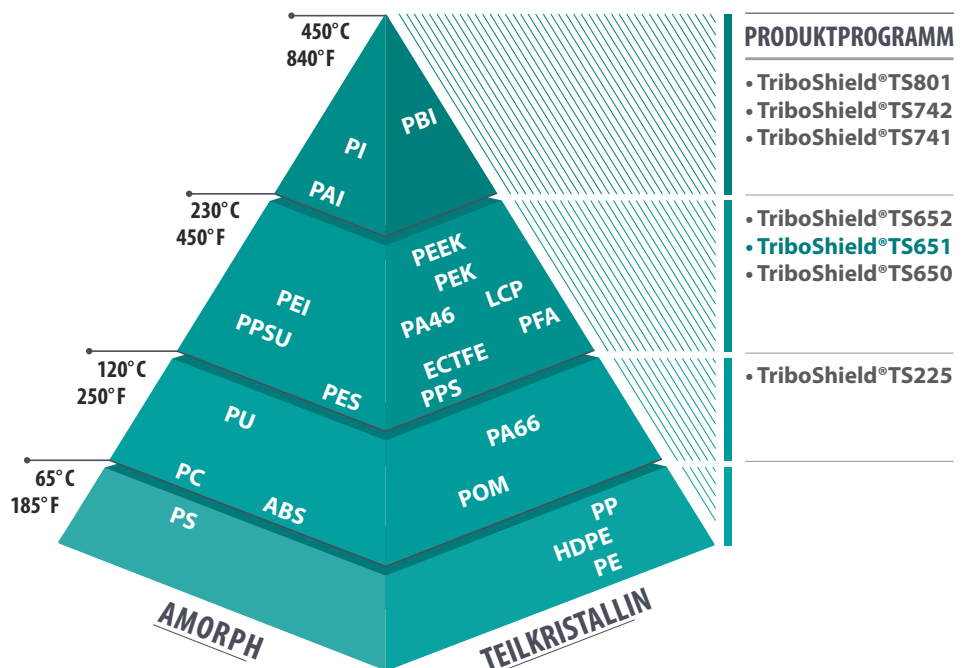 450°C
840°F
PRODUKTPROGRAMM
• TriboShield®TS801
• TriboShield®TS742
• TriboShield®TS741
PBI
PI
PAI
230°C
450°F
• TriboShield®TS652
• TriboShield®TS651
• TriboShield®TS650
PEEK
PEK
LCP
PEI
PA46
PFA
PPSU
ECTFE
PES
PPS
120°C
250°F
• TriboShield®TS225
PU
PA66
65°C
185°F
PC
POM
ABS
PS
PP
HDPE
PE
AMORPH
TEILKRISTALLIN